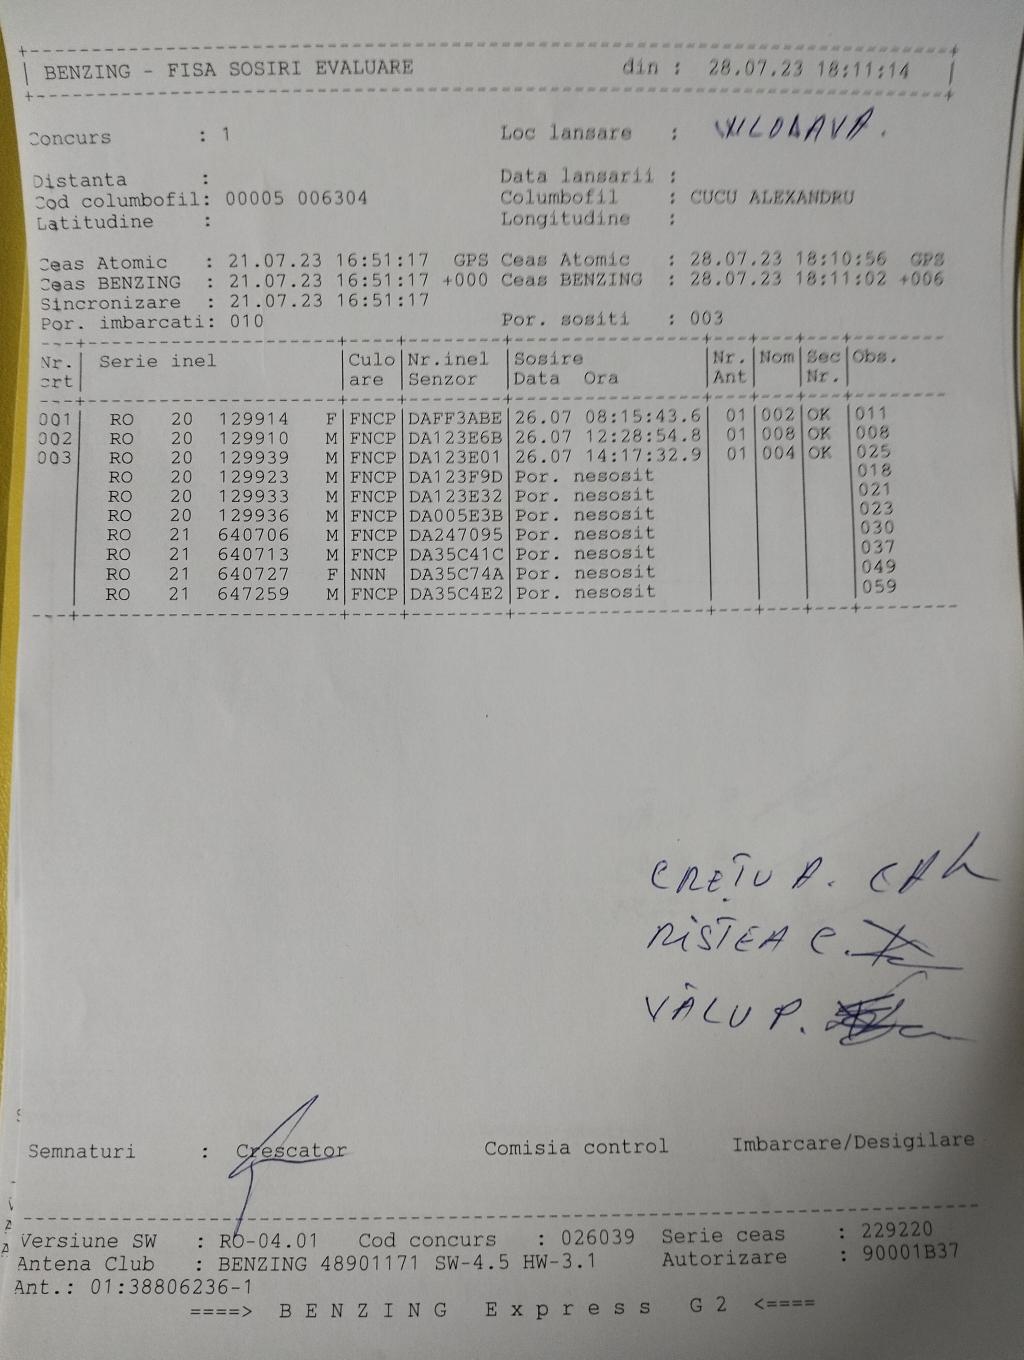 BENZING - FISA SOSIRI EVALUARE din : 28.07.23 18:11:14
Concurs : 1 Loc lansare :
Distanta : Data lansarii :
Cod columbofil: 00005 006304 Columbofil : CUCU ALEXANDRU
Latitudine : Longitudine :
Ceas Atomic : 21.07.23 16:51:17 GPS Ceas Atomic : 28.07.23 18:10:56 GPS
Ceas BENZING : 21.07.23 16:51:17 +000 Ceas BENZING : 28.07.23 18:11:02 +006
Sincronizare : 21.07.23 16:51:17
Por. imbarcati: 010 Por. sositi : 003
Nr. Serie inel Culo Nr.inel Sosire Nr. Nom Sec Obs.
crt are Senzor Data Ora Ant Nr.
001 RO 20 129914 F FNCP DAFF3ABE 26.07 08:15:43.6 01 002 OK 011
002 RO 20 129910 M FNCP DA123E6B 26.07 12:28:54.8 01 008 OK 008
003 RO 20 129939 M FNCP DA123E01 26.07 14:17:32.9 01 004 OK 025
RO 20 129923 M FNCP DA123F9D Por. nesosit 018
RO 20 129933 M FNCP DA123E32 Por. nesosit 021
RO 20 129936 M FNCP DA005E3B Por. nesosit 023
RO 21 640706 M FNCP DA247095 Por. nesosit 030
RO 21 640713 M FNCP DA35C41C Por. nesosit 037
RO 21 640727 F NNN DA35C74A Por. nesosit 049
RO 21 647259 M FNCP DA35C4E2 Por. nesosit 059
CREȚU A.
RISTEA C.
VÂLU P.
Semnaturi : Crescator Comisia control Imbarcare/Desigilare
Versiune SW : RO-04.01 Cod concurs : 026039 Serie ceas : 229220
Antena Club : BENZING 48901171 SW-4.5 HW-3.1 Autorizare : 90001B37
Ant.: 01:38806236-1
====> B E N Z I N G E x p r e s s G 2 <====